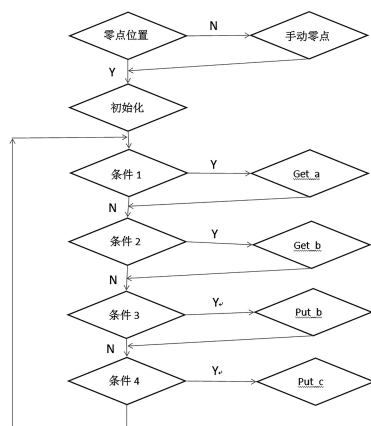 零点位置
N
手动零点
Y
初始化
条件 1
Y
Get_a
N
条件 2
Y
Get_b
N
条件 3
Y
Put_b
N
条件 4
Y
Put_c